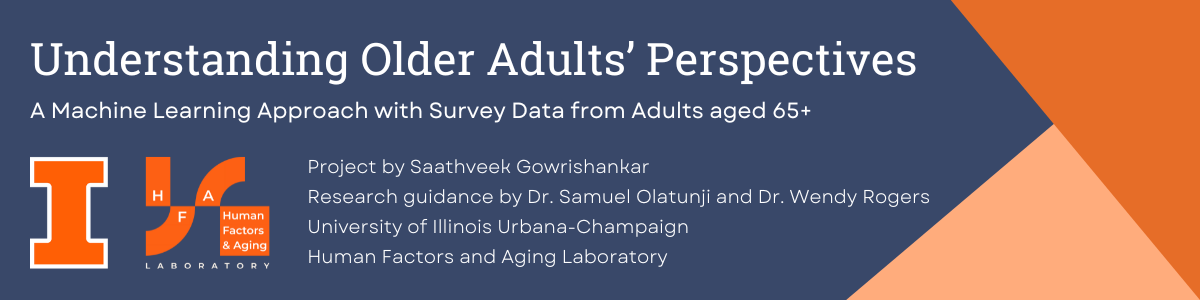 Understanding Older Adults’ Perspectives
A Machine Learning Approach with Survey Data from Adults aged 65+
I
H A
F
Human
Factors
& Aging
LABORATORY
Project by Saathveek Gowrishankar
Research guidance by Dr. Samuel Olatunji and Dr. Wendy Rogers
University of Illinois Urbana-Champaign
Human Factors and Aging Laboratory